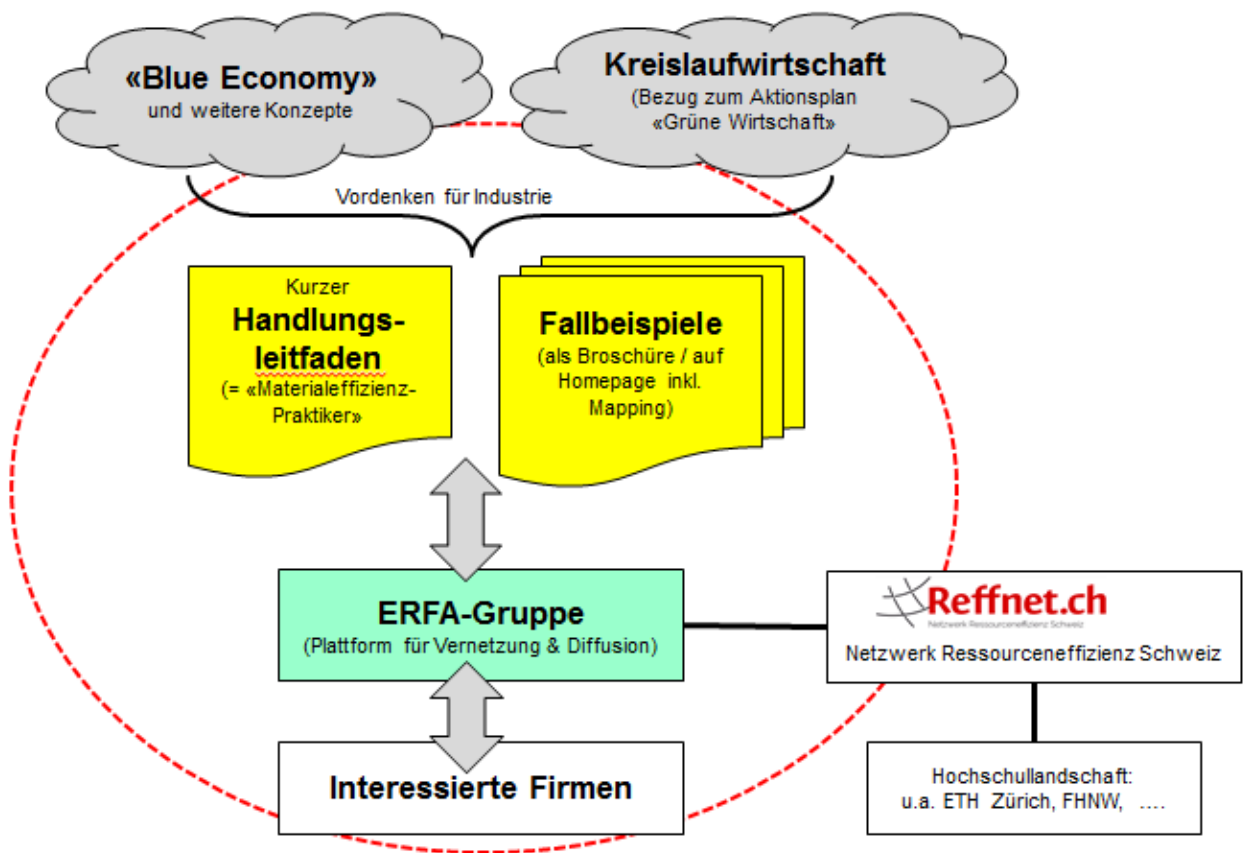 «Blue Economy»
und weitere Konzepte
Kreislaufwirtschaft
(Bezug zum Aktionsplan
«Grüne Wirtschaft»
Vordenken für Industrie
Kurzer
Handlungs-
leitfaden
(= «Materialeffizienz-
Praktiker»
Fallbeispiele
(als Broschüre / auf
Homepage inkl.
Mapping)
ERFA-Gruppe
(Plattform für Vernetzung & Diffusion)
Reffnet.ch
Netzwerk Ressourceneffizienz Schweiz
Netzwerk Ressourceneffizienz Schweiz
Interessierte Firmen
Hochschullandschaft:
u.a. ETH Zürich, FHNW, ....